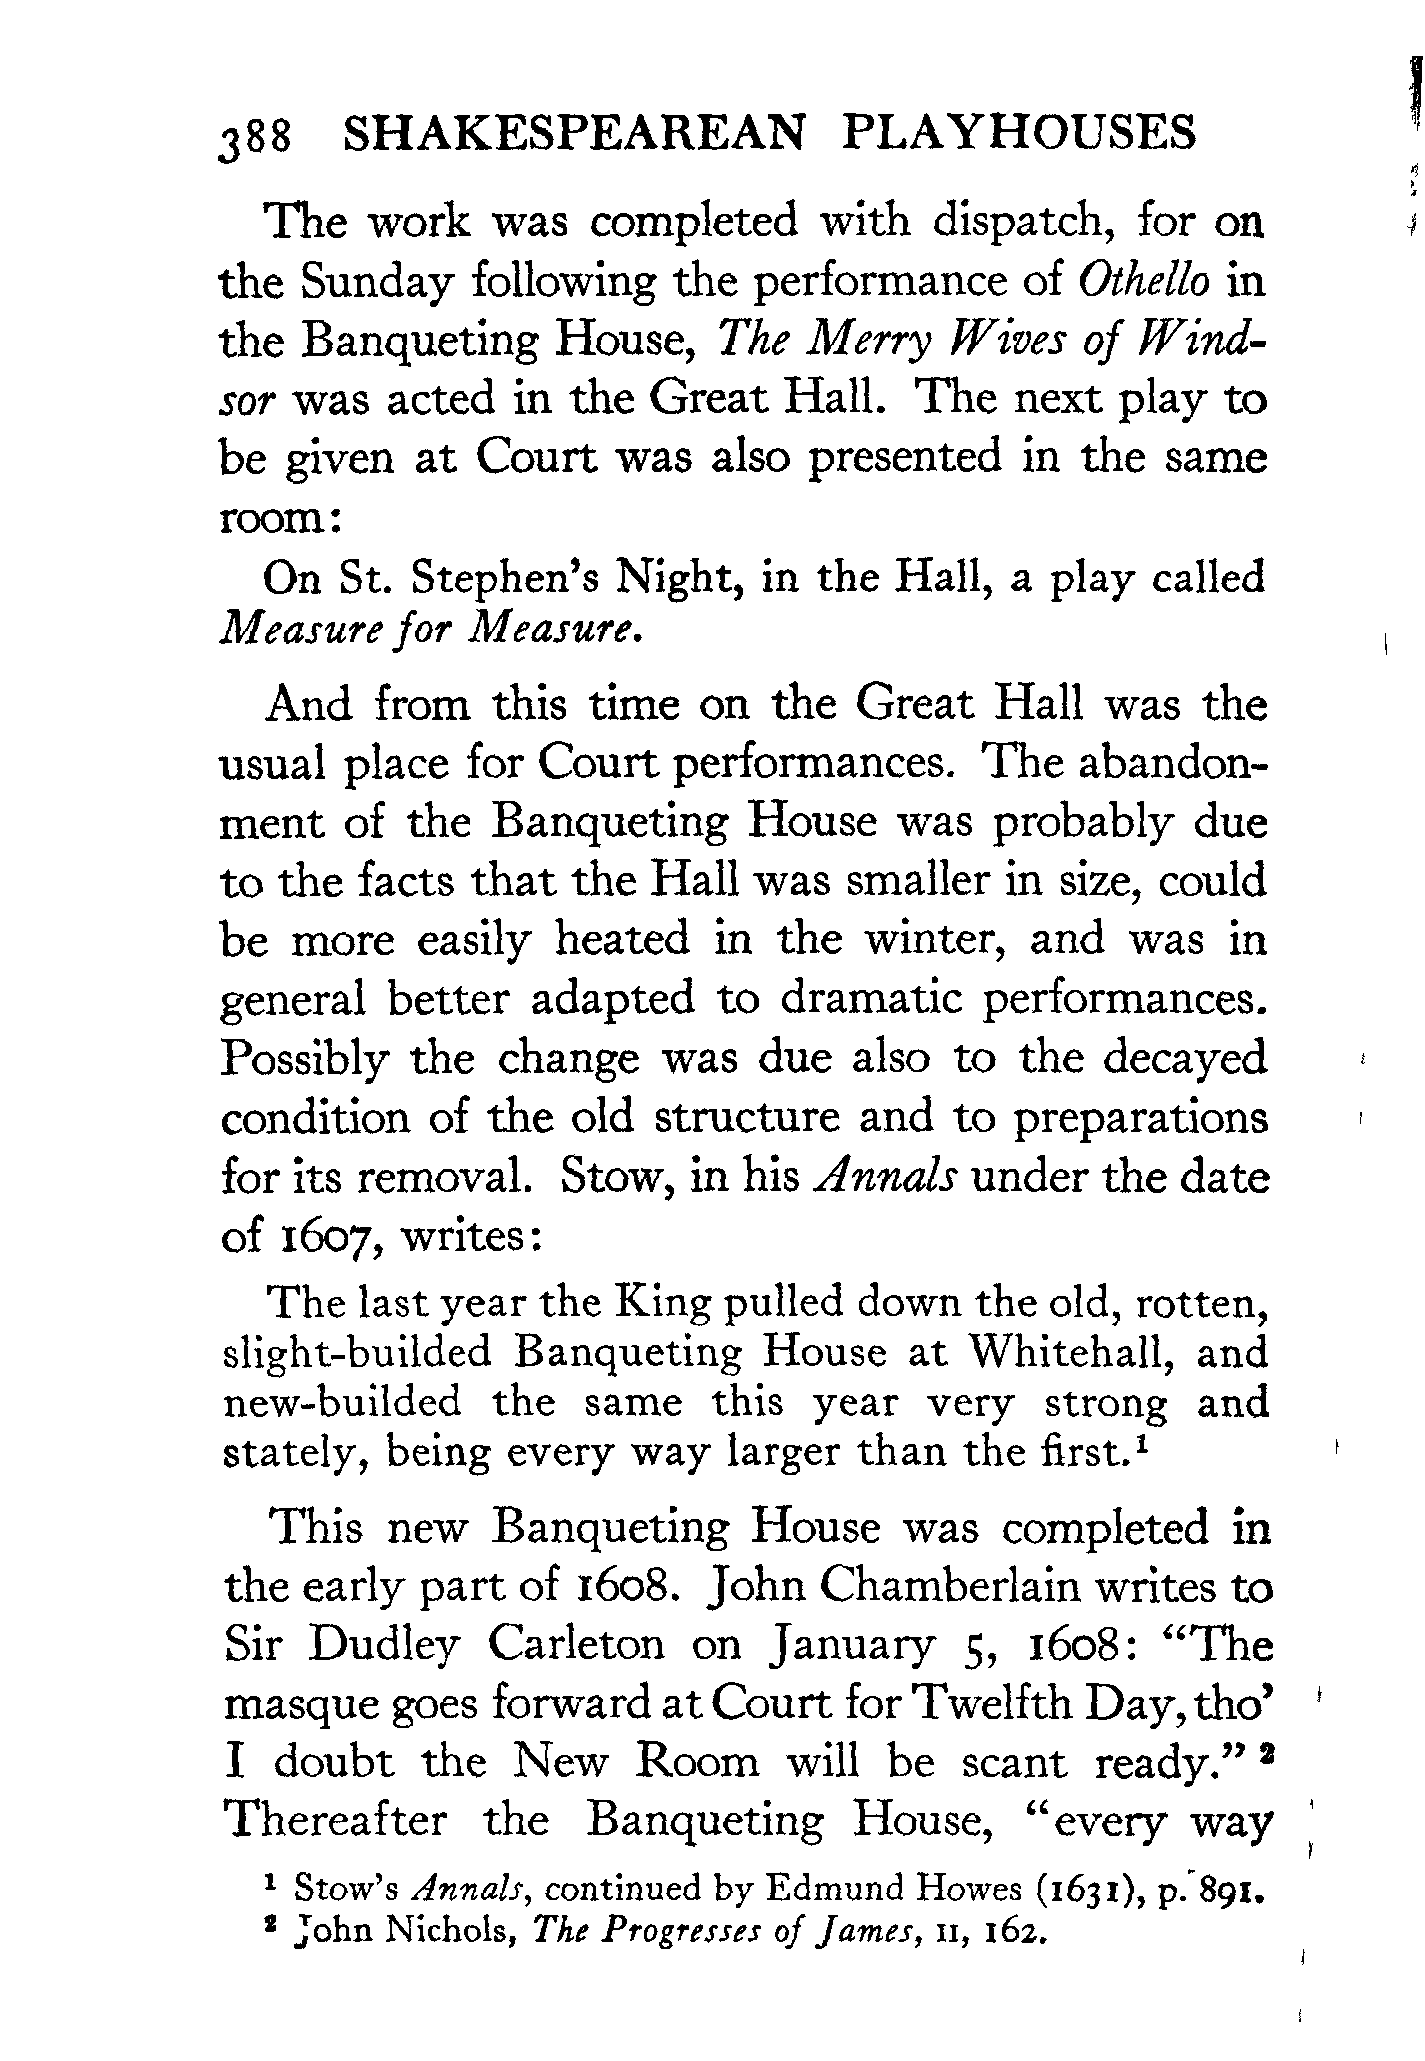 388 SHAKESPEAREAN PLAYHOUSES
The work was completed with dispatch, for on
the Sunday following the performance of Othello in
the Banqueting House, The Merry Wives of Wind-
sor was acted in the Great Hall. The next play to
be given at Court was also presented in the same
room:
On St. Stephen's Night, in the Hall, a play called
Measure for Measure.
And from this time on the Great Hall was the
usual place for Court performances. The abandon-
ment of the Banqueting House was probably due
to the facts that the Hall was smaller in size, could
be more easily heated in the winter, and was in
general better adapted to dramatic performances.
Possibly the change was due also to the decayed
condition of the old structure and to preparations
for its removal. Stow, in his Annals under the date
of 1607, writes:
The last year the King pulled down the old, rotten,
slight-builded Banqueting House at Whitehall, and
new-builded the same this year very strong and
stately, being every way larger than the first.¹
This new Banqueting House was completed in
the early part of 1608. John Chamberlain writes to
Sir Dudley Carleton on January 5, 1608: “The
masque goes forward at Court for Twelfth Day, tho’
I doubt the New Room will be scant ready.” ²
Thereafter the Banqueting House, “every way
¹ Stow's Annals, continued by Edmund Howes (1631), p. 891.
² John Nichols, The Progresses of James, II, 162.